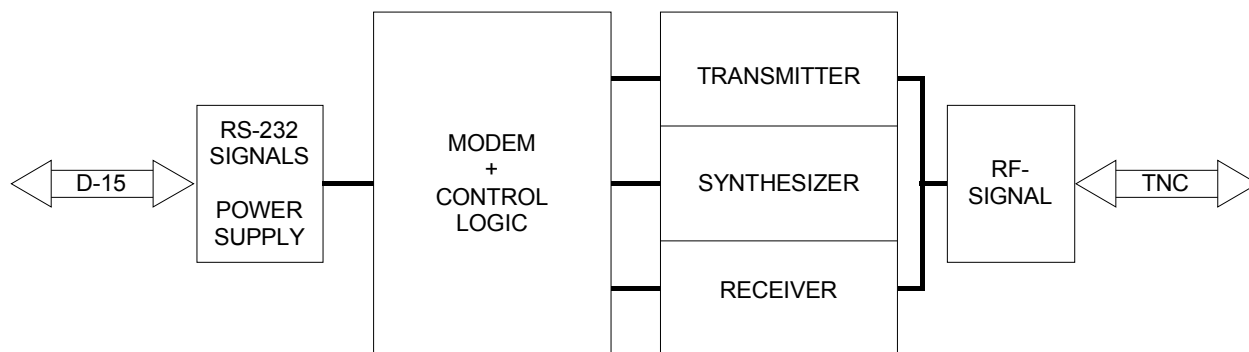 D-15
RS-232
SIGNALS
POWER
SUPPLY
MODEM
+
CONTROL
LOGIC
TRANSMITTER
SYNTHESIZER
RECEIVER
RF-
SIGNAL
TNC